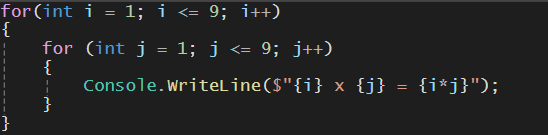 for(int i = 1; i <= 9; i++)
{
    for (int j = 1; j <= 9; j++)
    {
        Console.WriteLine($"{i} x {j} = {i*j}");
    }
}